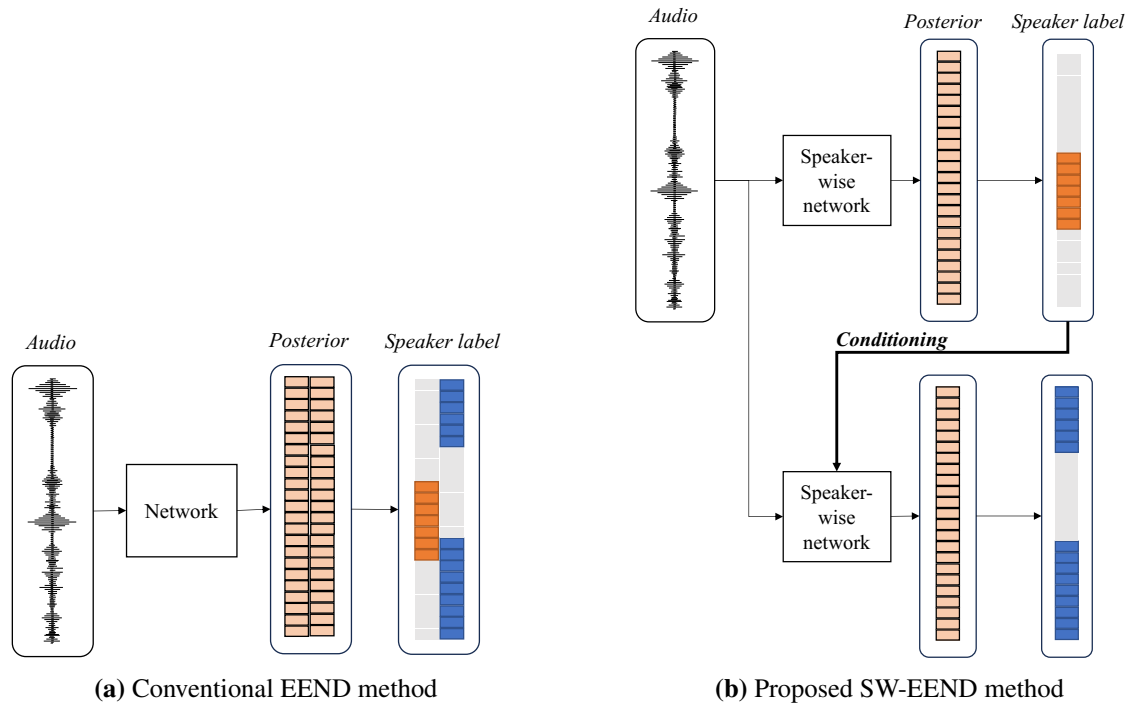 Audio
Posterior
Speaker label
Network
(a) Conventional EEND method
Audio
Posterior
Speaker label
Speaker-
wise
network
Conditioning
Speaker-
wise
network
(b) Proposed SW-EEND method